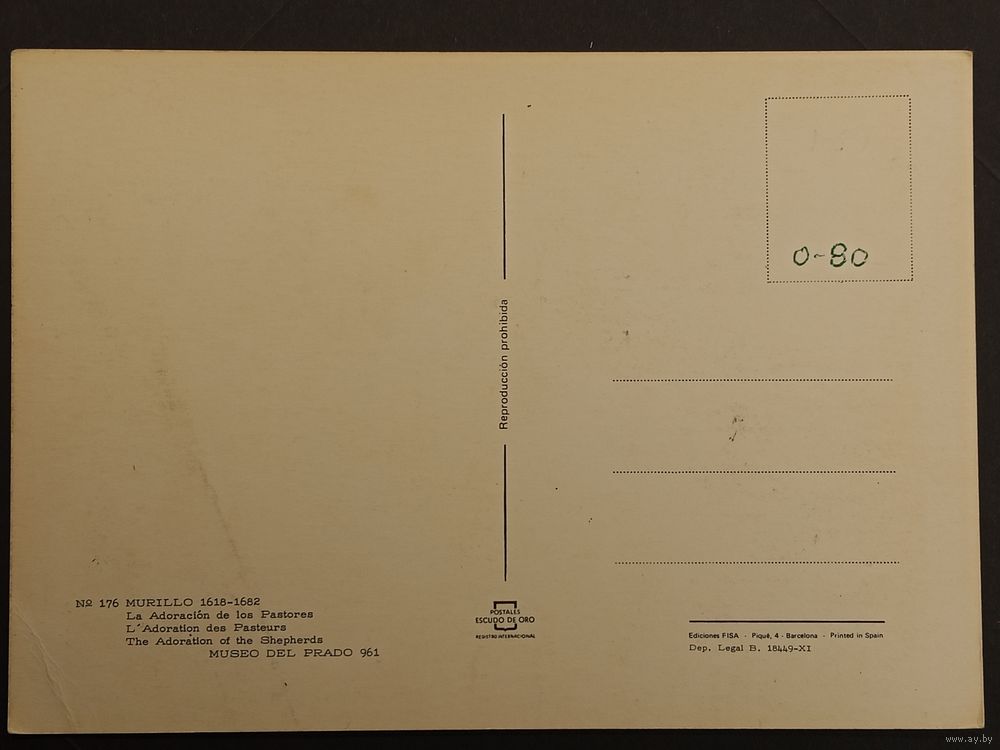 0-80
Reproducción prohibida
Nº 176 MURILLO 1618-1682
La Adoración de los Pastores
L´Adoration des Pasteurs
The Adoration of the Shepherds
MUSEO DEL PRADO 961
POSTALES
ESCUDO DE ORO
REGISTRO INTERNACIONAL
Ediciones FISA - Piqué, 4 - Barcelona - Printed in Spain
Dep. Legal B. 18449-XI
www.ay.by